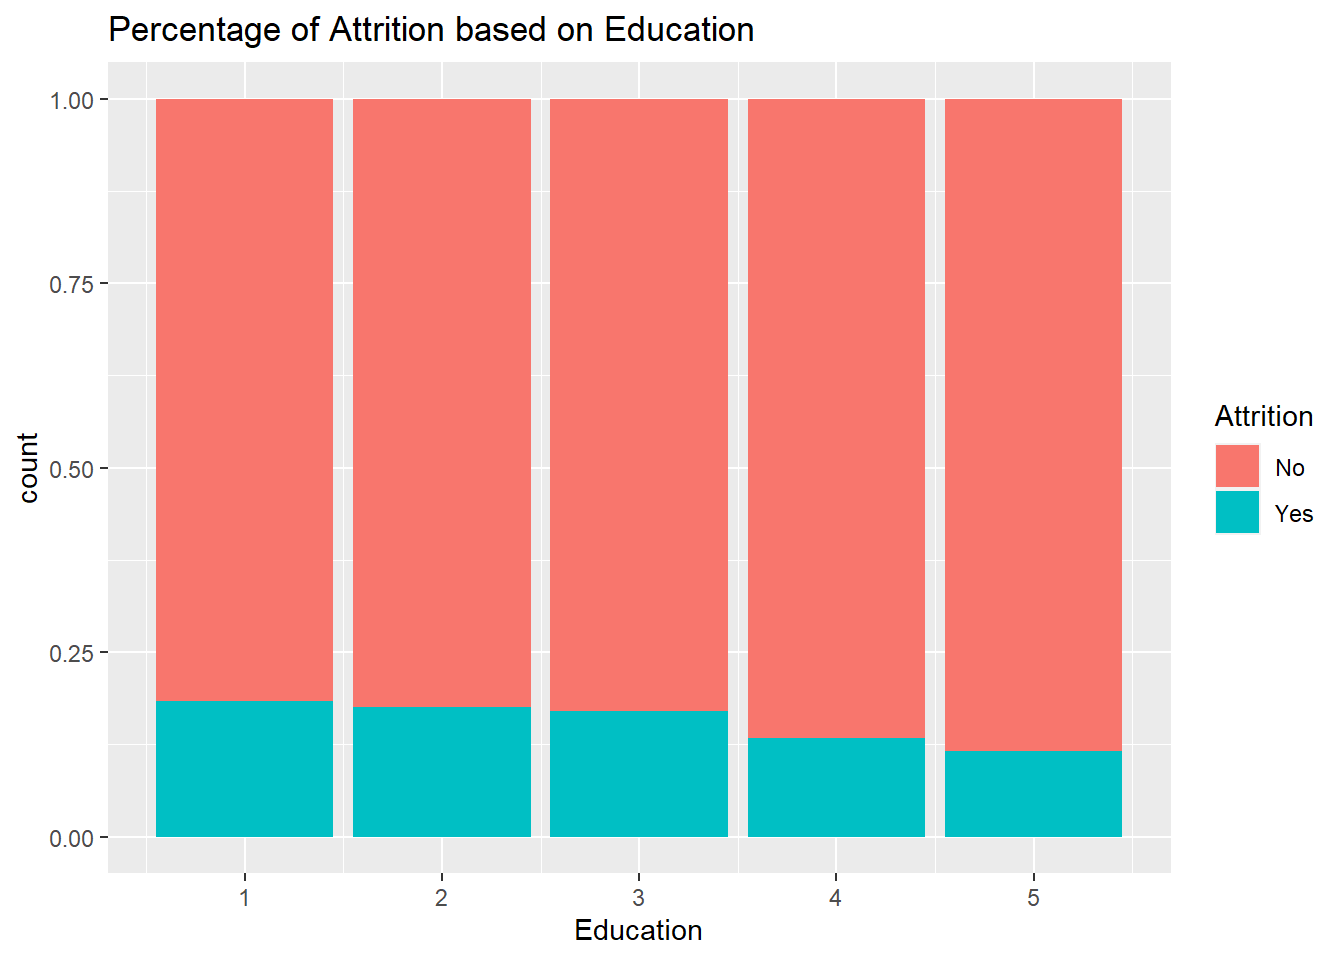 Percentage of Attrition based on Education
1.00
0.75
0.50
0.25
0.00
count
1 2 3 4 5
Education
Attrition
No
Yes